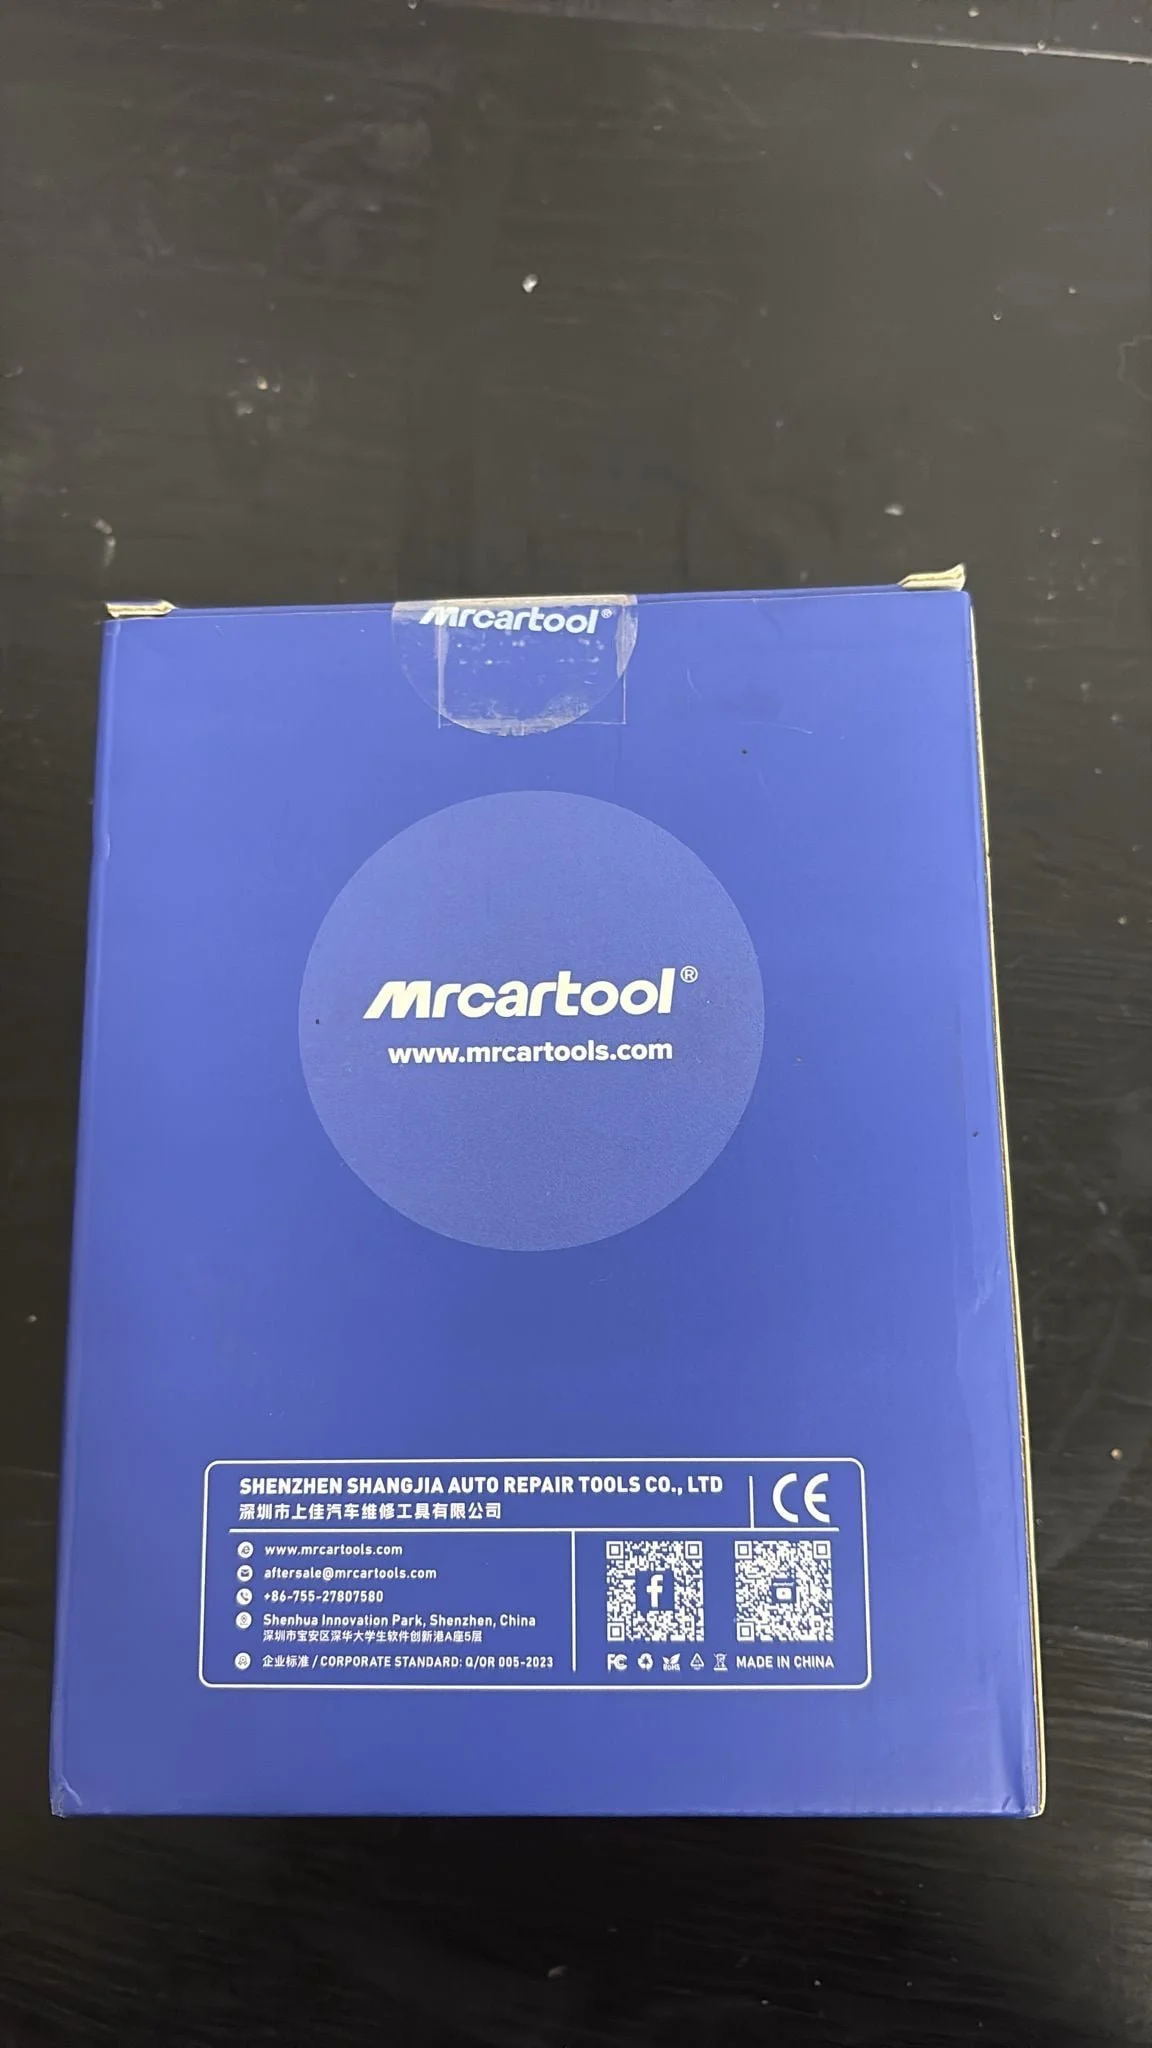 Mrcartool®
Mrcartool®
www.mrcartools.com
SHENZHEN SHANGJIA AUTO REPAIR TOOLS CO., LTD
深圳市上佳汽车维修工具有限公司
CE
www.mrcartools.com
aftersale@mrcartools.com
+86-755-27807580
Shenhua Innovation Park, Shenzhen, China
深圳市宝安区深华大学生软件创新港A座5层
企业标准 / CORPORATE STANDARD: Q/OR 005-2023
FC RoHS MADE IN CHINA